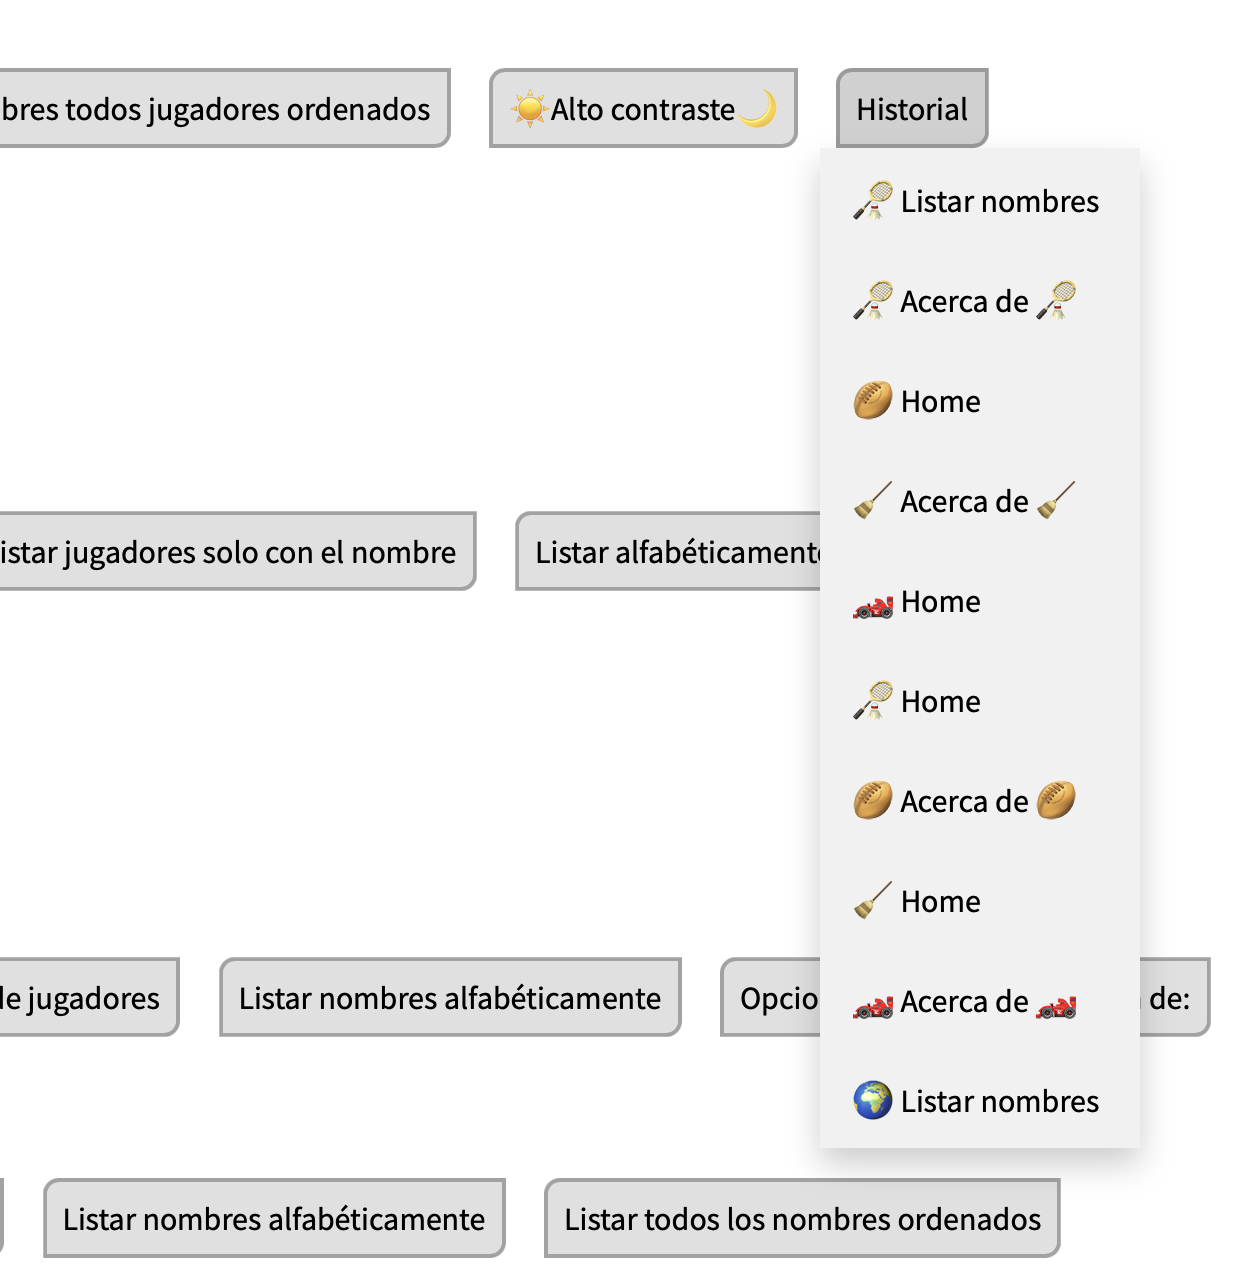 bres todos jugadores ordenados
☀️Alto contraste🌙
Historial
🏸 Listar nombres
🏸 Acerca de 🏸
🏉 Home
🧹 Acerca de 🧹
🏎️ Home
🏸 Home
🏉 Acerca de 🏉
🧹 Home
🏎️ Acerca de 🏎️
🌍 Listar nombres
istar jugadores solo con el nombre
Listar alfabéticamente
de jugadores
Listar nombres alfabéticamente
Opcio
de:
Listar nombres alfabéticamente
Listar todos los nombres ordenados